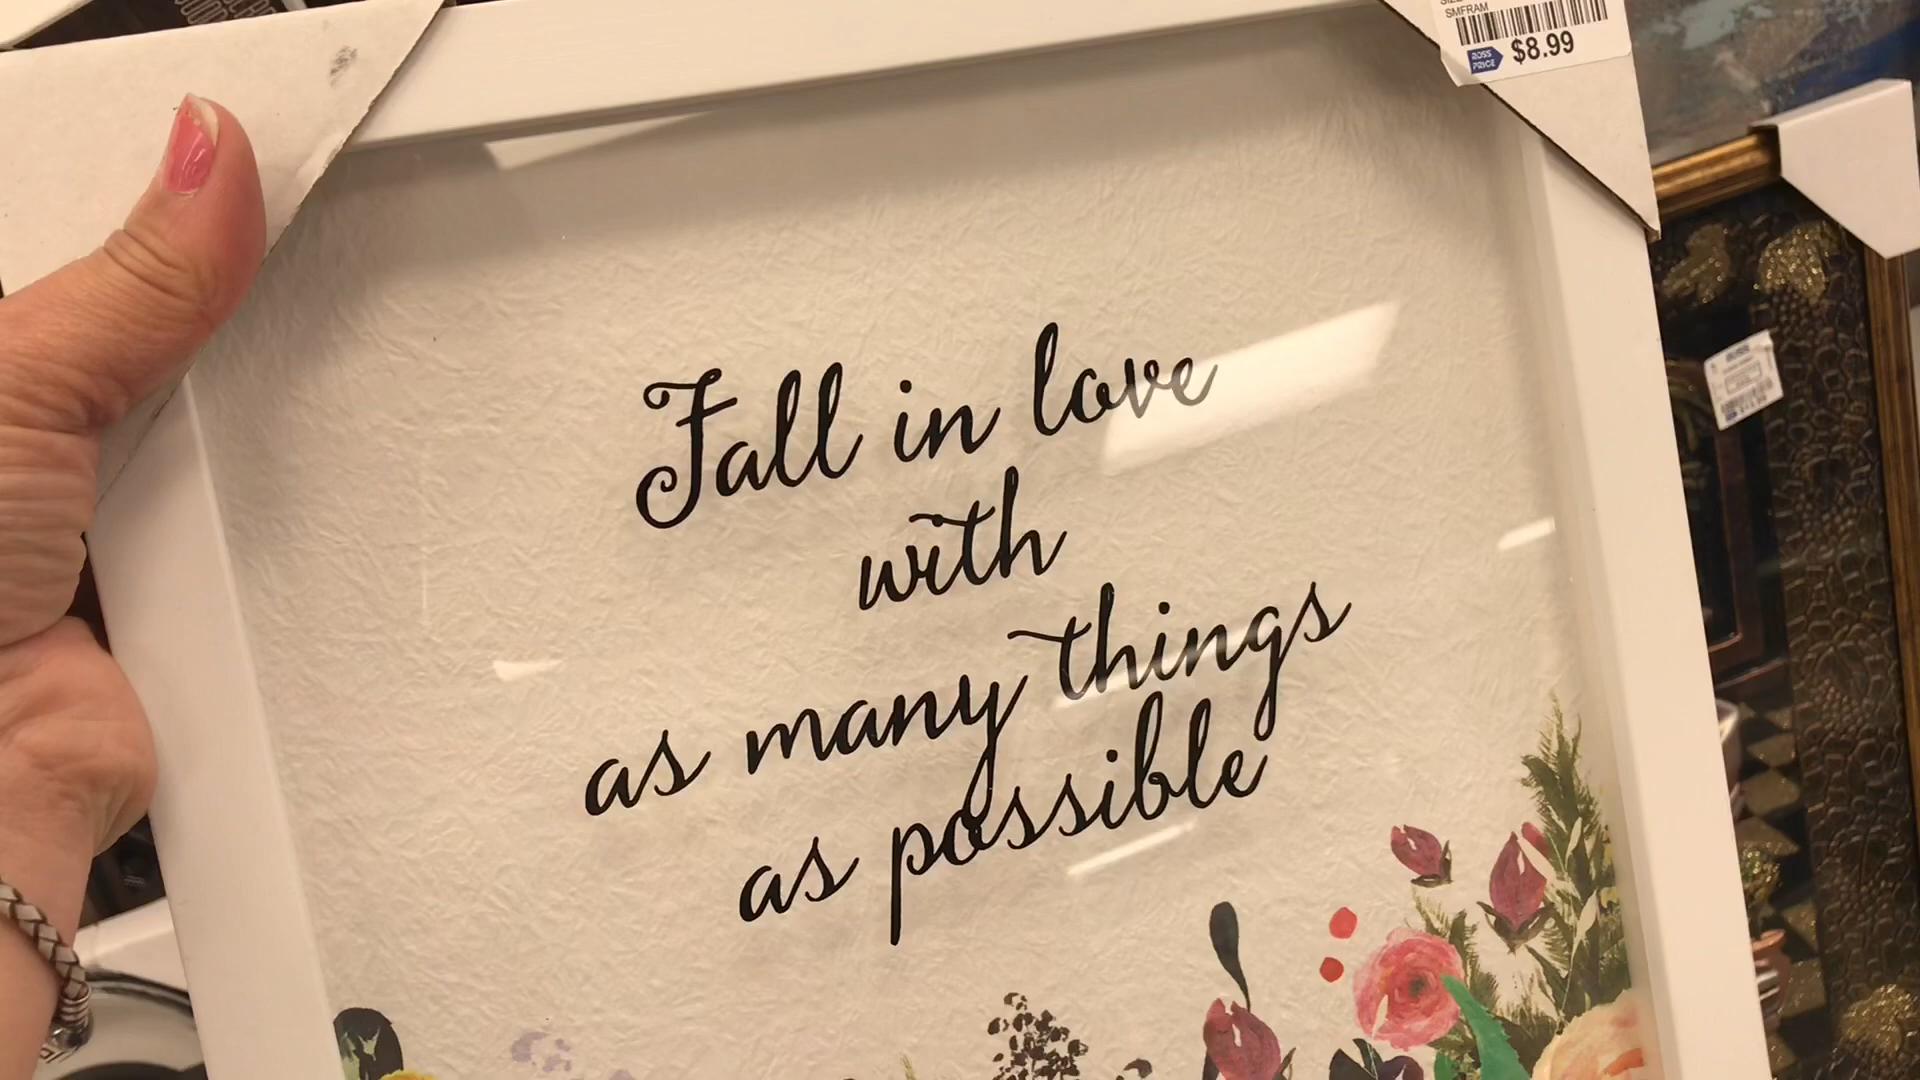 SMFRAM
ROSS
PRICE
$8.99
Fall in love
with
as many things
as possible